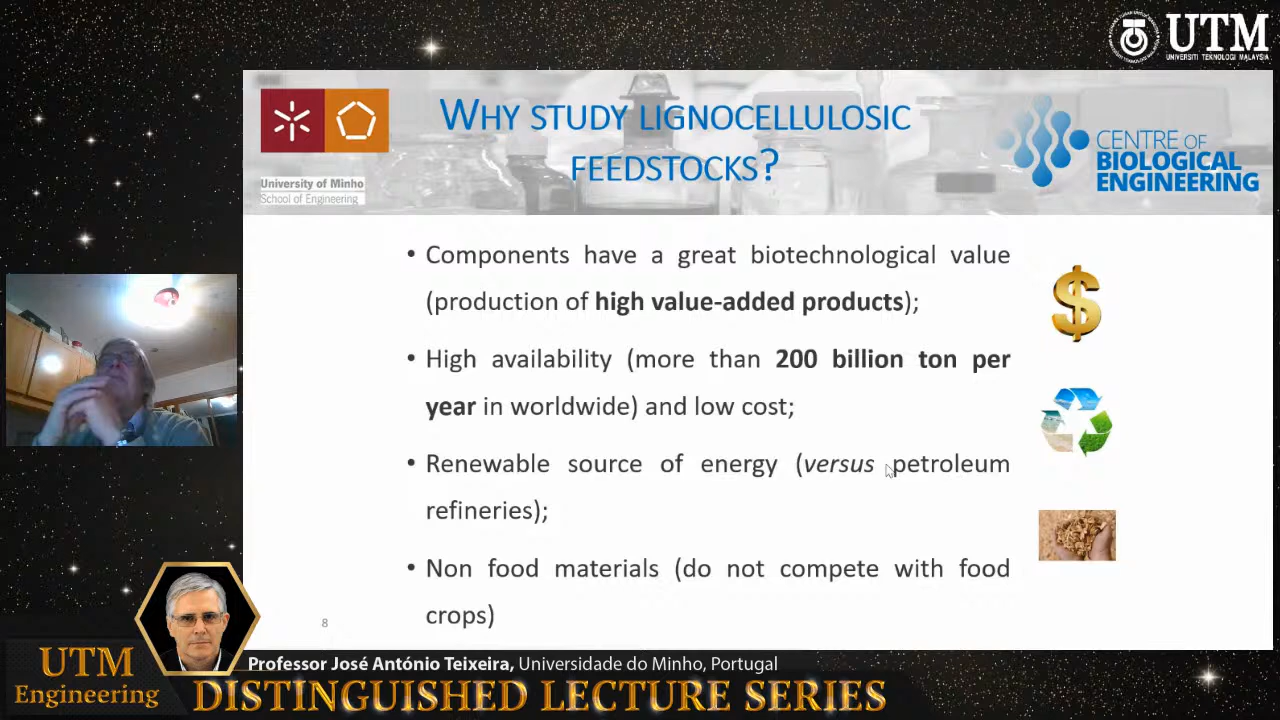 UTM
UNIVERSITI TEKNOLOGI MALAYSIA
WHY STUDY LIGNOCELLULOSIC
FEEDSTOCKS?
University of Minho
School of Engineering
CENTRE OF
BIOLOGICAL
ENGINEERING
• Components have a great biotechnological value
(production of high value-added products);
• High availability (more than 200 billion ton per
year in worldwide) and low cost;
• Renewable source of energy (versus petroleum
refineries);
• Non food materials (do not compete with food
crops)
8
UTM
Engineering
Professor José António Teixeira, Universidade do Minho, Portugal
DISTINGUISHED LECTURE SERIES